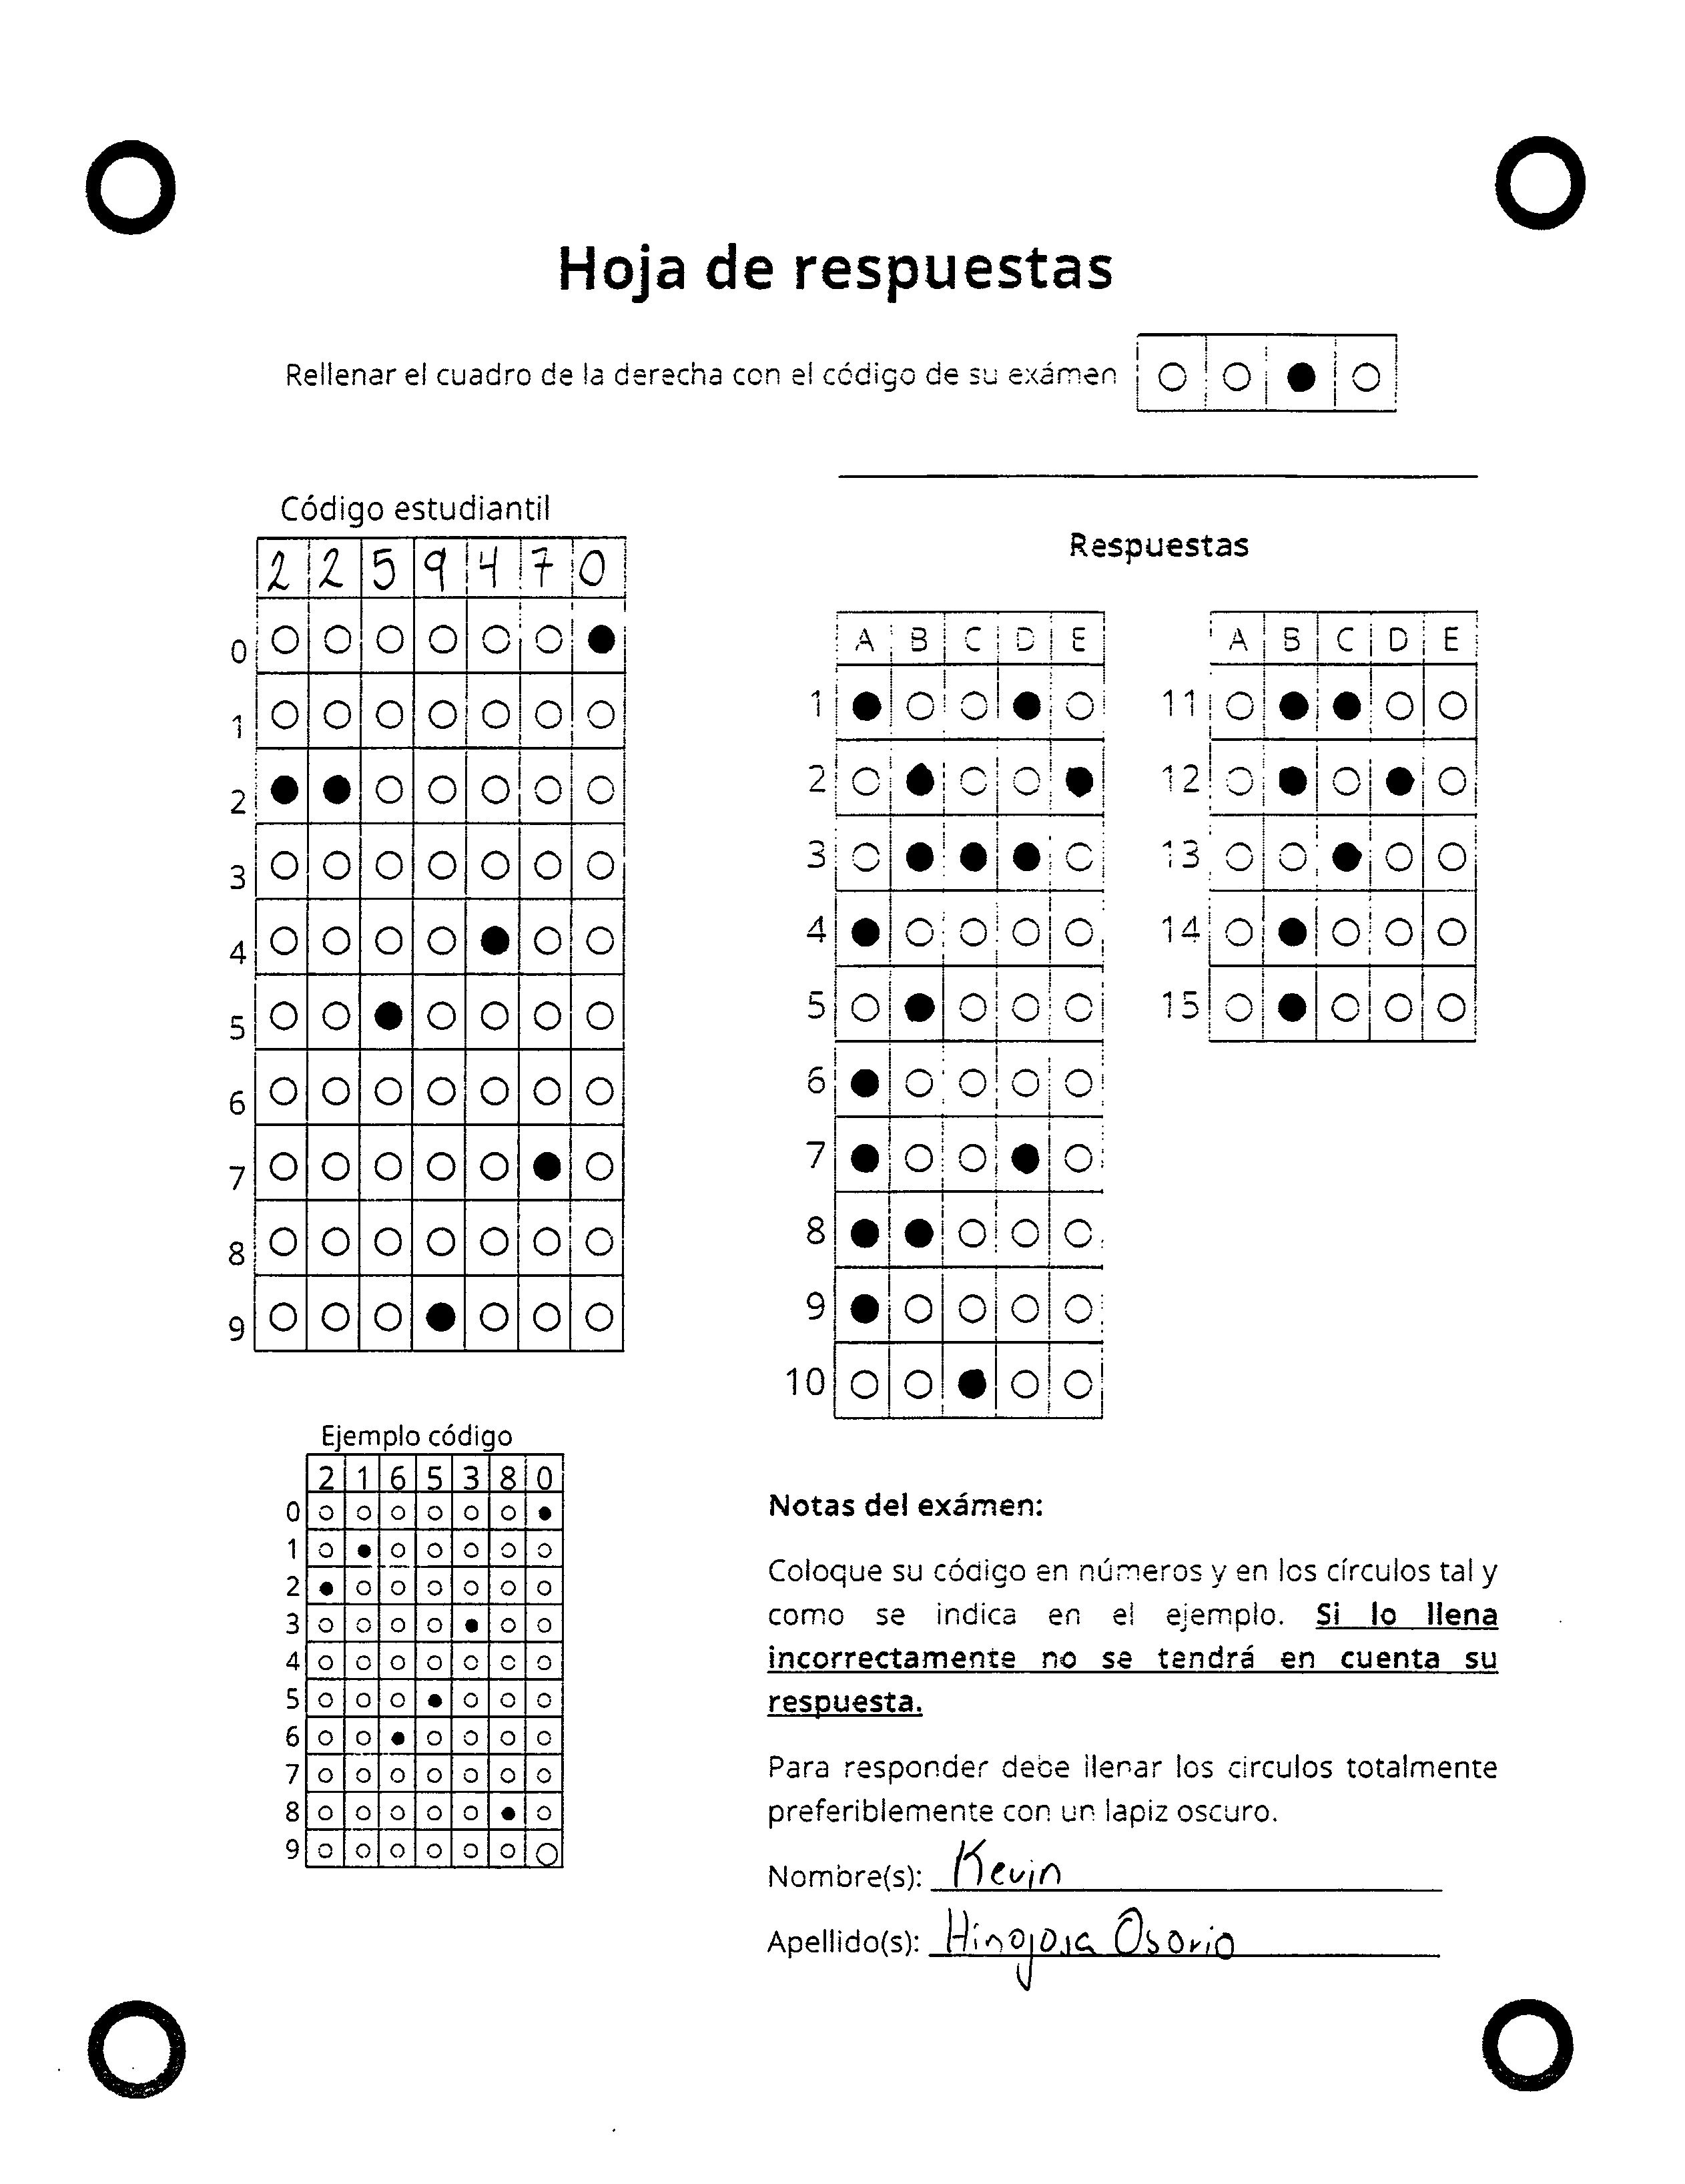 Hoja de respuestas
Rellenar el cuadro de la derecha con el código de su exámen
Código estudiantil
2 2 5 9 4 7 0
0
1
2
3
4
5
6
7
8
9
Ejemplo código
2 1 6 5 3 8 0
0
1
2
3
4
5
6
7
8
9
Respuestas
A B C D E
1
2
3
4
5
6
7
8
9
10
A B C D E
11
12
13
14
15
Notas del exámen:
Coloque su código en números y en los círculos tal y
como se indica en el ejemplo. Si lo llena
incorrectamente no se tendrá en cuenta su
respuesta.
Para responder debe llenar los circulos totalmente
preferiblemente con un lapiz oscuro.
Nombre(s): Kevin
Apellido(s): Hinojosa Osorio